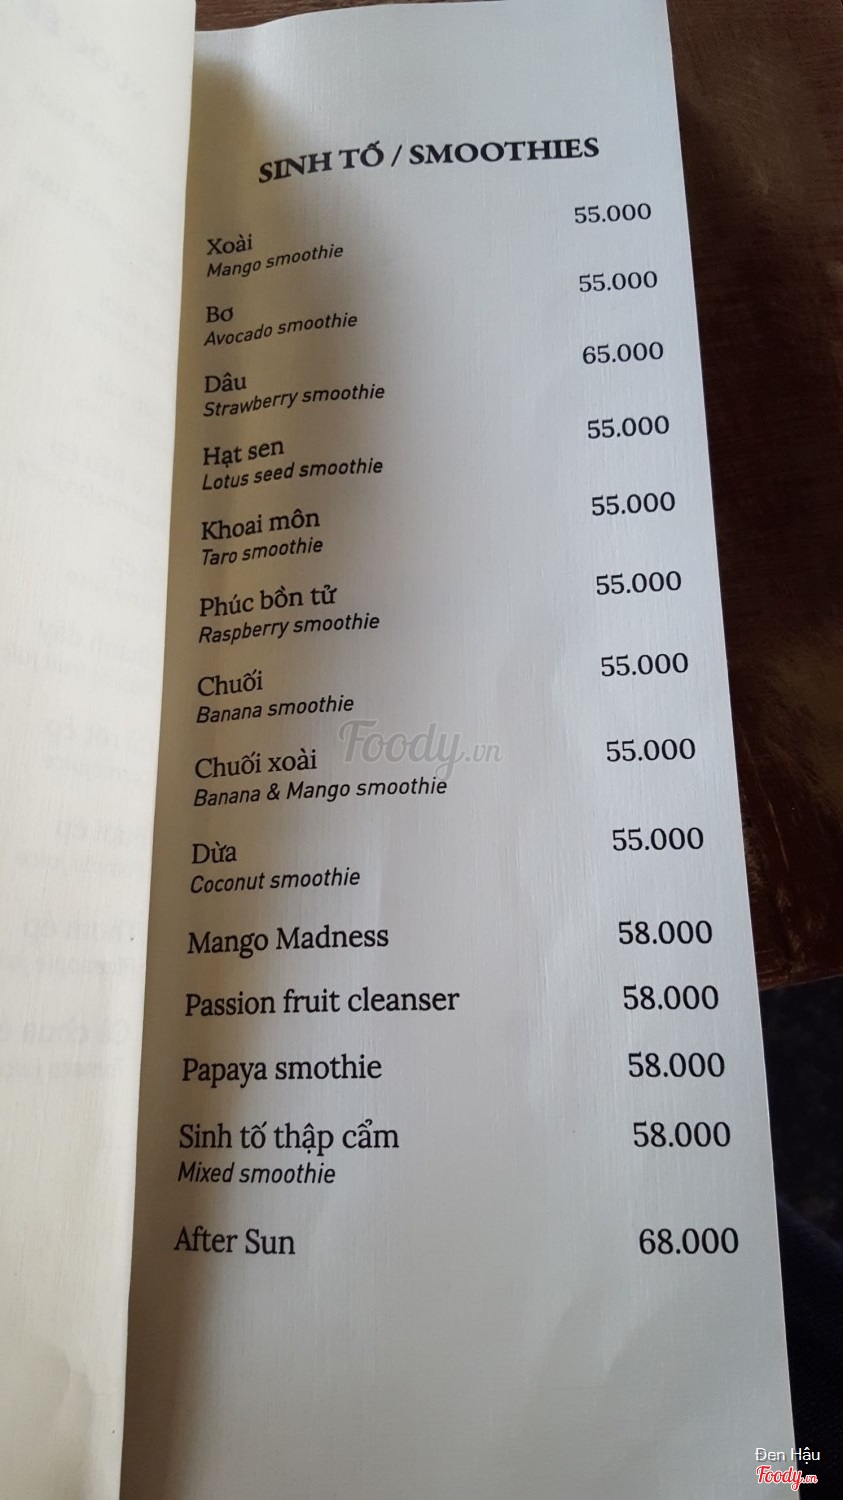 SINH TỐ / SMOOTHIES
Xoài 55.000
Mango smoothie
Bơ 55.000
Avocado smoothie
Dâu 65.000
Strawberry smoothie
Hạt sen 55.000
Lotus seed smoothie
Khoai môn 55.000
Taro smoothie
Phúc bồn tử 55.000
Raspberry smoothie
Chuối 55.000
Banana smoothie
Chuối xoài 55.000
Banana & Mango smoothie
Dừa 55.000
Coconut smoothie
Mango Madness 58.000
Passion fruit cleanser 58.000
Papaya smothie 58.000
Sinh tố thập cẩm 58.000
Mixed smoothie
After Sun 68.000
Foody.vn
Đen Hậu
Foody.vn